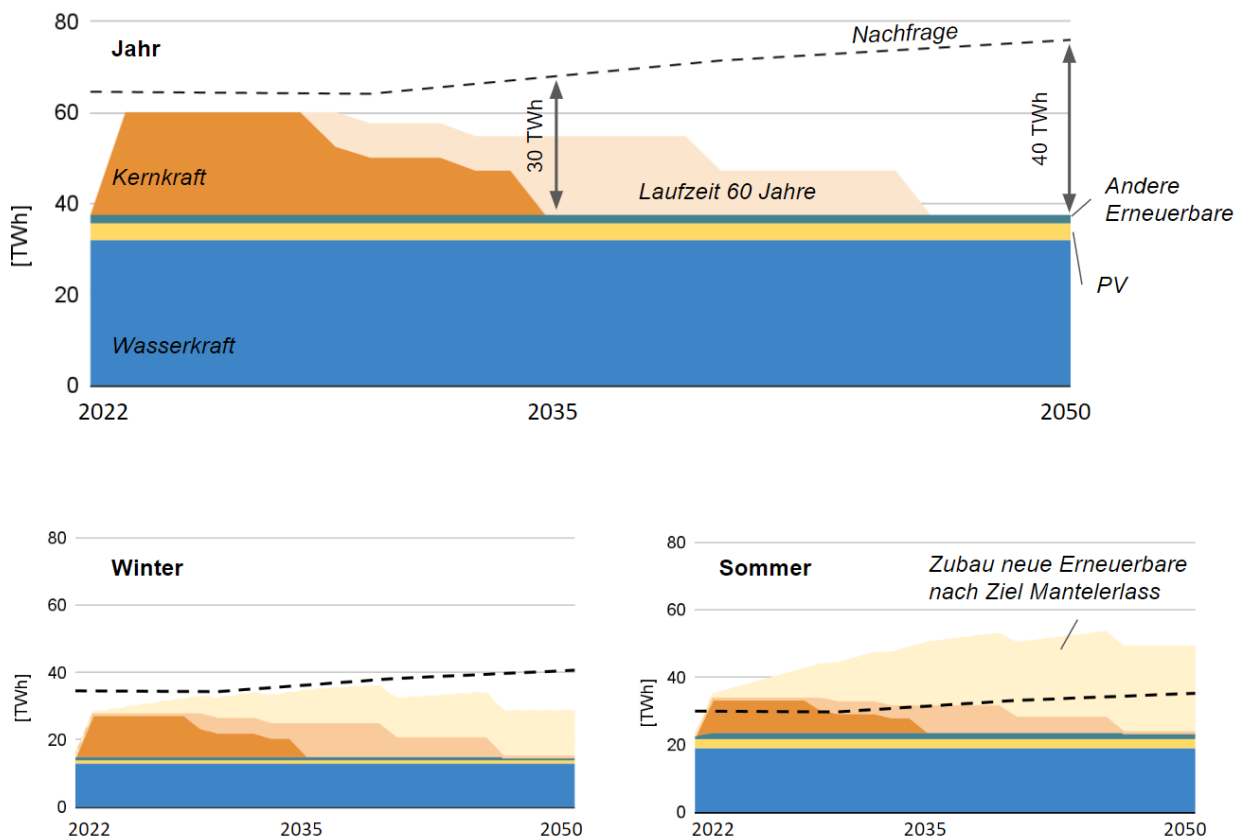 80
Jahr
Nachfrage
60
30 TWh
40 TWh
Kernkraft
Laufzeit 60 Jahre
Andere
Erneuerbare
40
[TWh]
PV
20
Wasserkraft
0
2022
2035
2050
80
Winter
60
40
[TWh]
20
0
2022
2035
2050
80
Sommer
Zubau neue Erneuerbare
nach Ziel Mantelerlass
60
40
[TWh]
20
0
2022
2035
2050